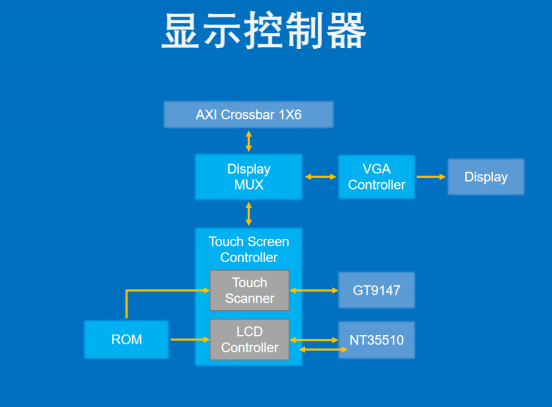 显示控制器
AXI Crossbar 1X6
Display
MUX
VGA
Controller
Display
Touch Screen
Controller
Touch
Scanner
GT9147
ROM
LCD
Controller
NT35510